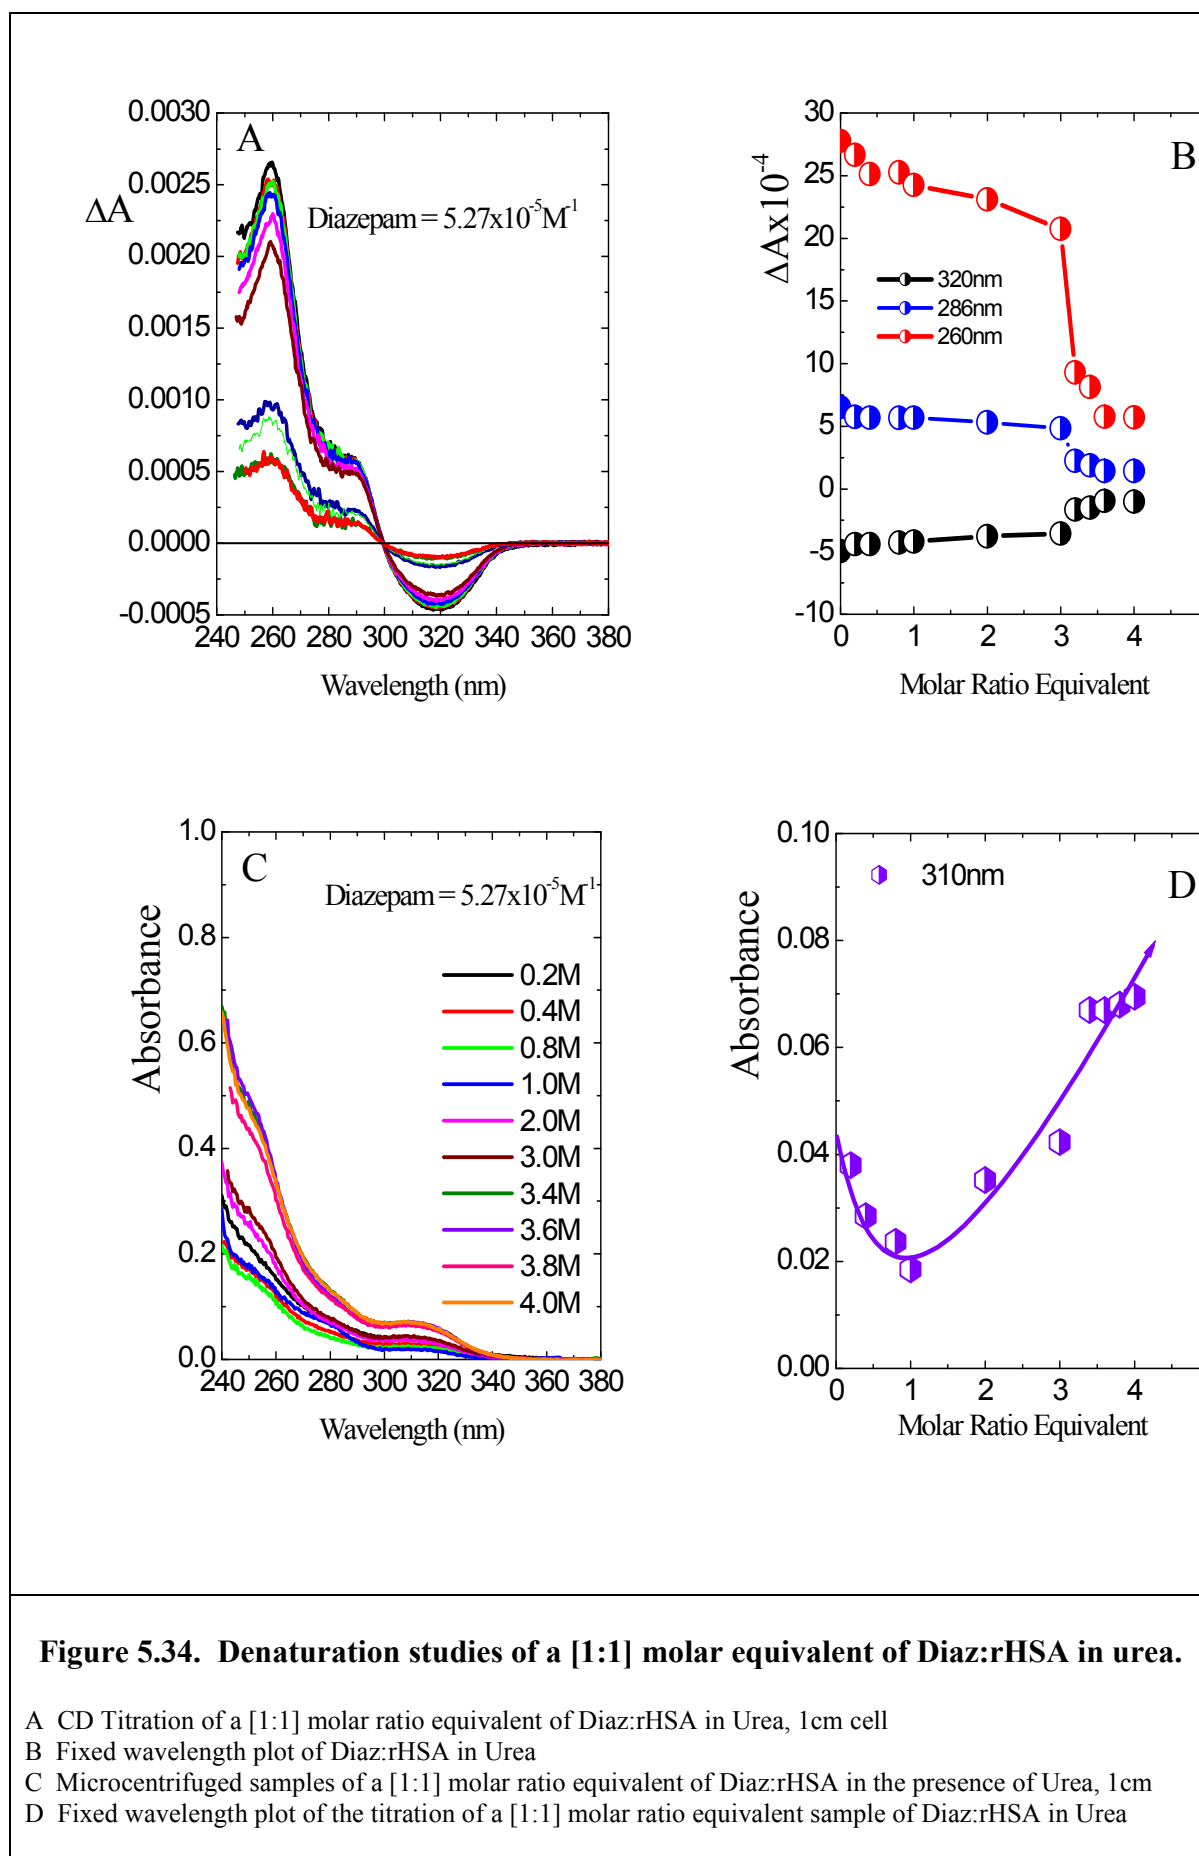 0.0030
0.0025
0.0020
0.0015
0.0010
0.0005
0.0000
-0.0005
ΔA
A
Diazepam = 5.27x10⁻⁵M⁻¹
240 260 280 300 320 340 360 380
Wavelength (nm)
30
25
20
15
10
5
0
-5
-10
ΔAx10⁻⁴
B
320nm
286nm
260nm
0 1 2 3 4
Molar Ratio Equivalent
1.0
0.8
0.6
0.4
0.2
0.0
Absorbance
C
Diazepam = 5.27x10⁻⁵M⁻¹
0.2M
0.4M
0.8M
1.0M
2.0M
3.0M
3.4M
3.6M
3.8M
4.0M
240 260 280 300 320 340 360 380
Wavelength (nm)
0.10
0.08
0.06
0.04
0.02
0.00
Absorbance
310nm
D
0 1 2 3 4
Molar Ratio Equivalent
Figure 5.34. Denaturation studies of a [1:1] molar equivalent of Diaz:rHSA in urea.
A CD Titration of a [1:1] molar ratio equivalent of Diaz:rHSA in Urea, 1cm cell
B Fixed wavelength plot of Diaz:rHSA in Urea
C Microcentrifuged samples of a [1:1] molar ratio equivalent of Diaz:rHSA in the presence of Urea, 1cm
D Fixed wavelength plot of the titration of a [1:1] molar ratio equivalent sample of Diaz:rHSA in Urea